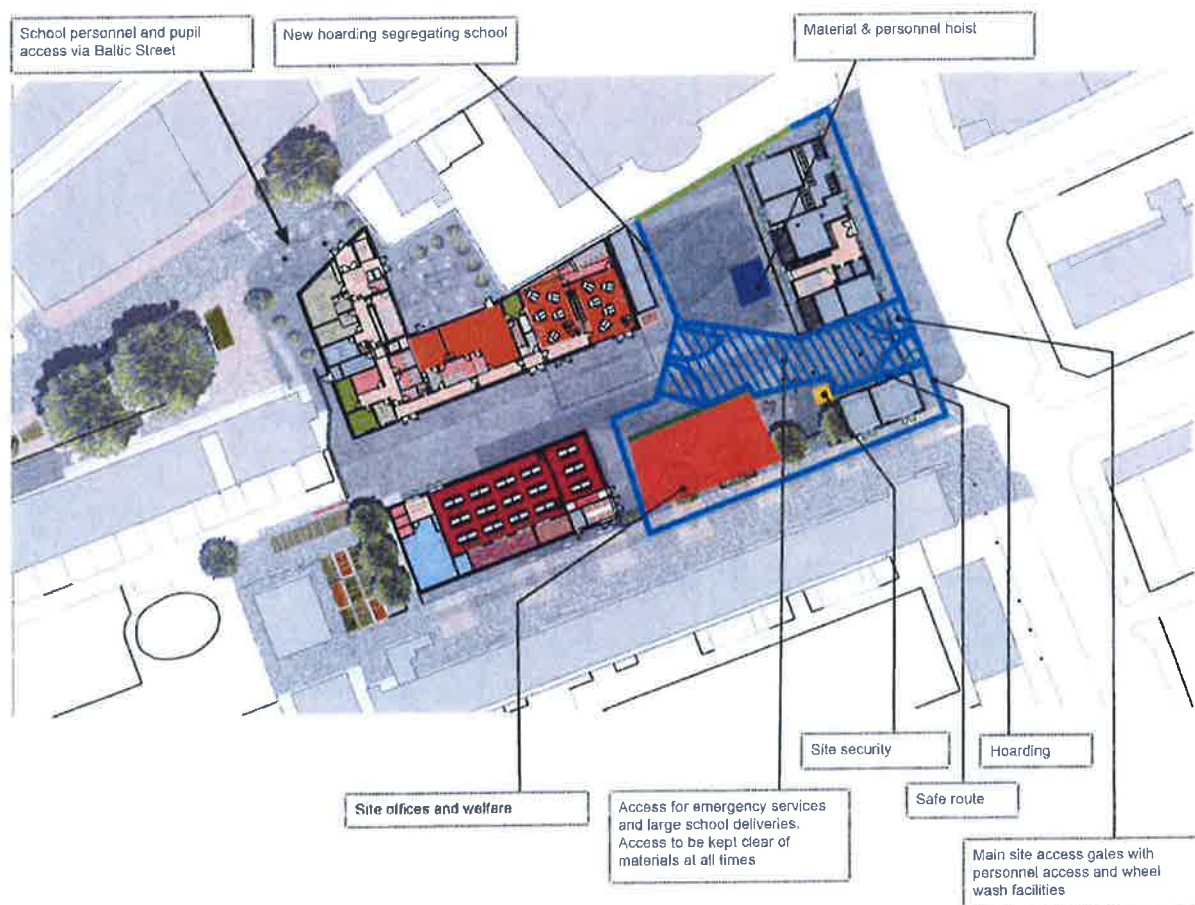 School personnel and pupil
access via Baltic Street
New hoarding segregating school
Material & personnel hoist
Site security
Hoarding
Site offices and welfare
Access for emergency services
and large school deliveries.
Access to be kept clear of
materials at all times
Safe route
Main site access gates with
personnel access and wheel
wash facilities